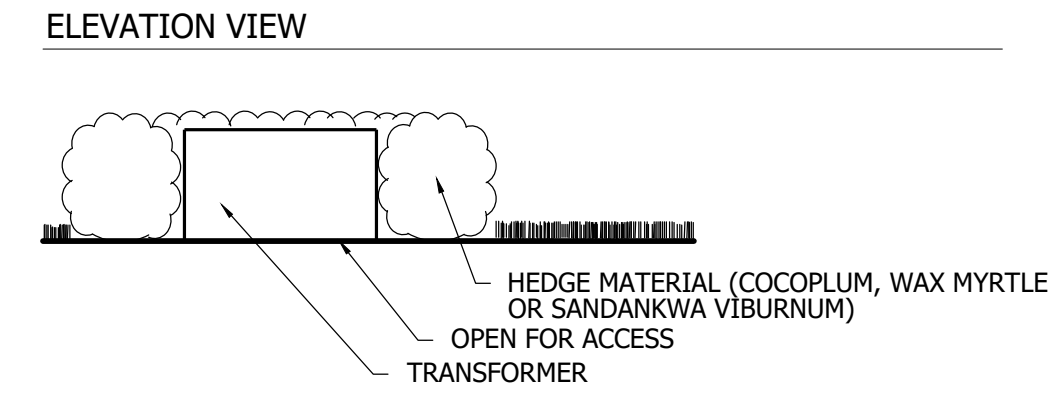 ELEVATION VIEW
HEDGE MATERIAL (COCOPLUM, WAX MYRTLE
OR SANDANKWA VIBURNUM)
OPEN FOR ACCESS
TRANSFORMER